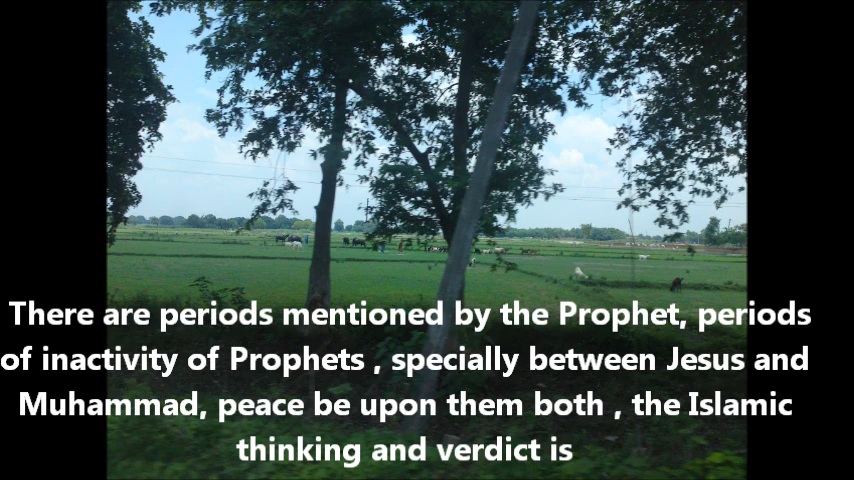 There are periods mentioned by the Prophet, periods
of inactivity of Prophets , specially between Jesus and
Muhammad, peace be upon them both , the Islamic
thinking and verdict is